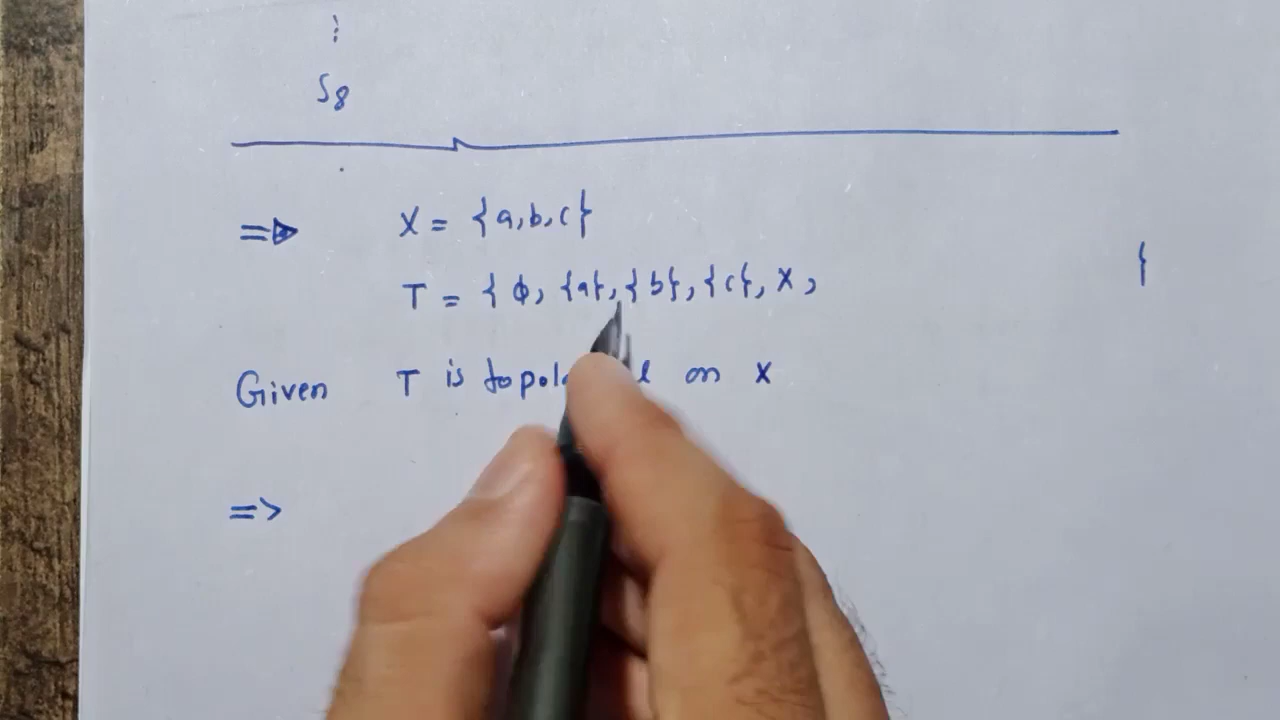 ⋮
S₈
=> X = {a,b,c}
T = { ϕ, {a}, {b}, {c}, X, }
Given T is on X
=>